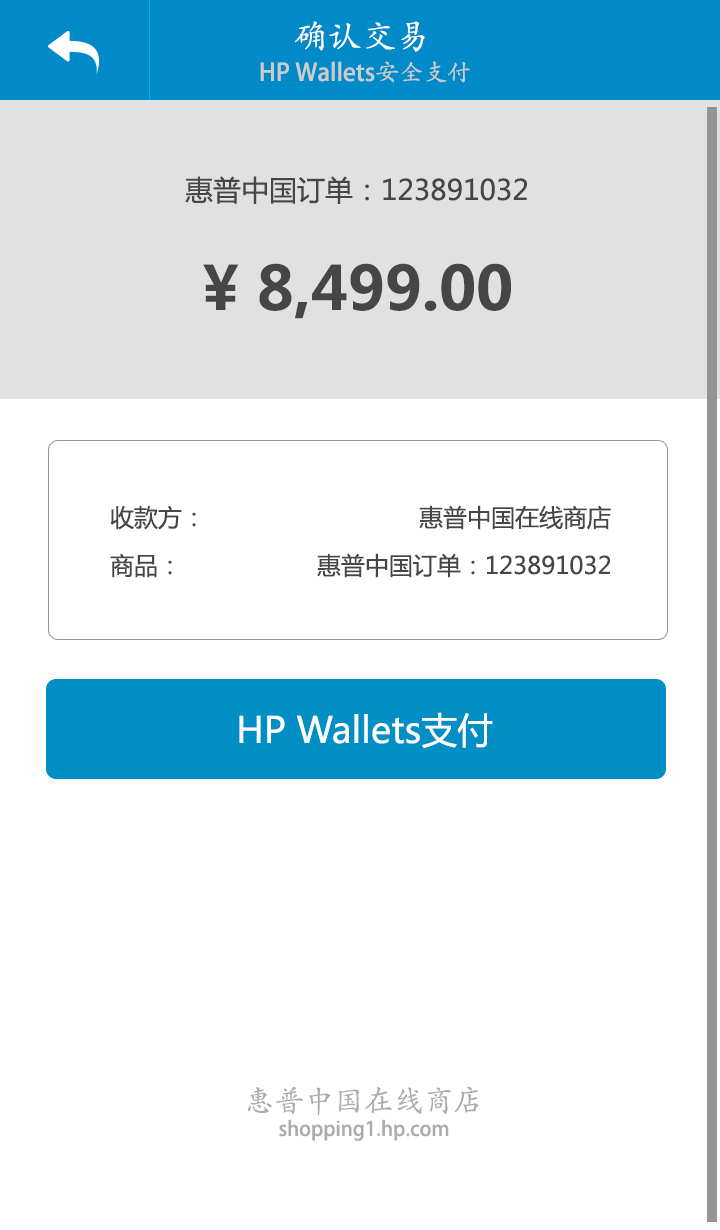 确认交易
HP Wallets安全支付
惠普中国订单：123891032
¥ 8,499.00
收款方： 惠普中国在线商店
商品： 惠普中国订单：123891032
HP Wallets支付
惠普中国在线商店
shopping1.hp.com